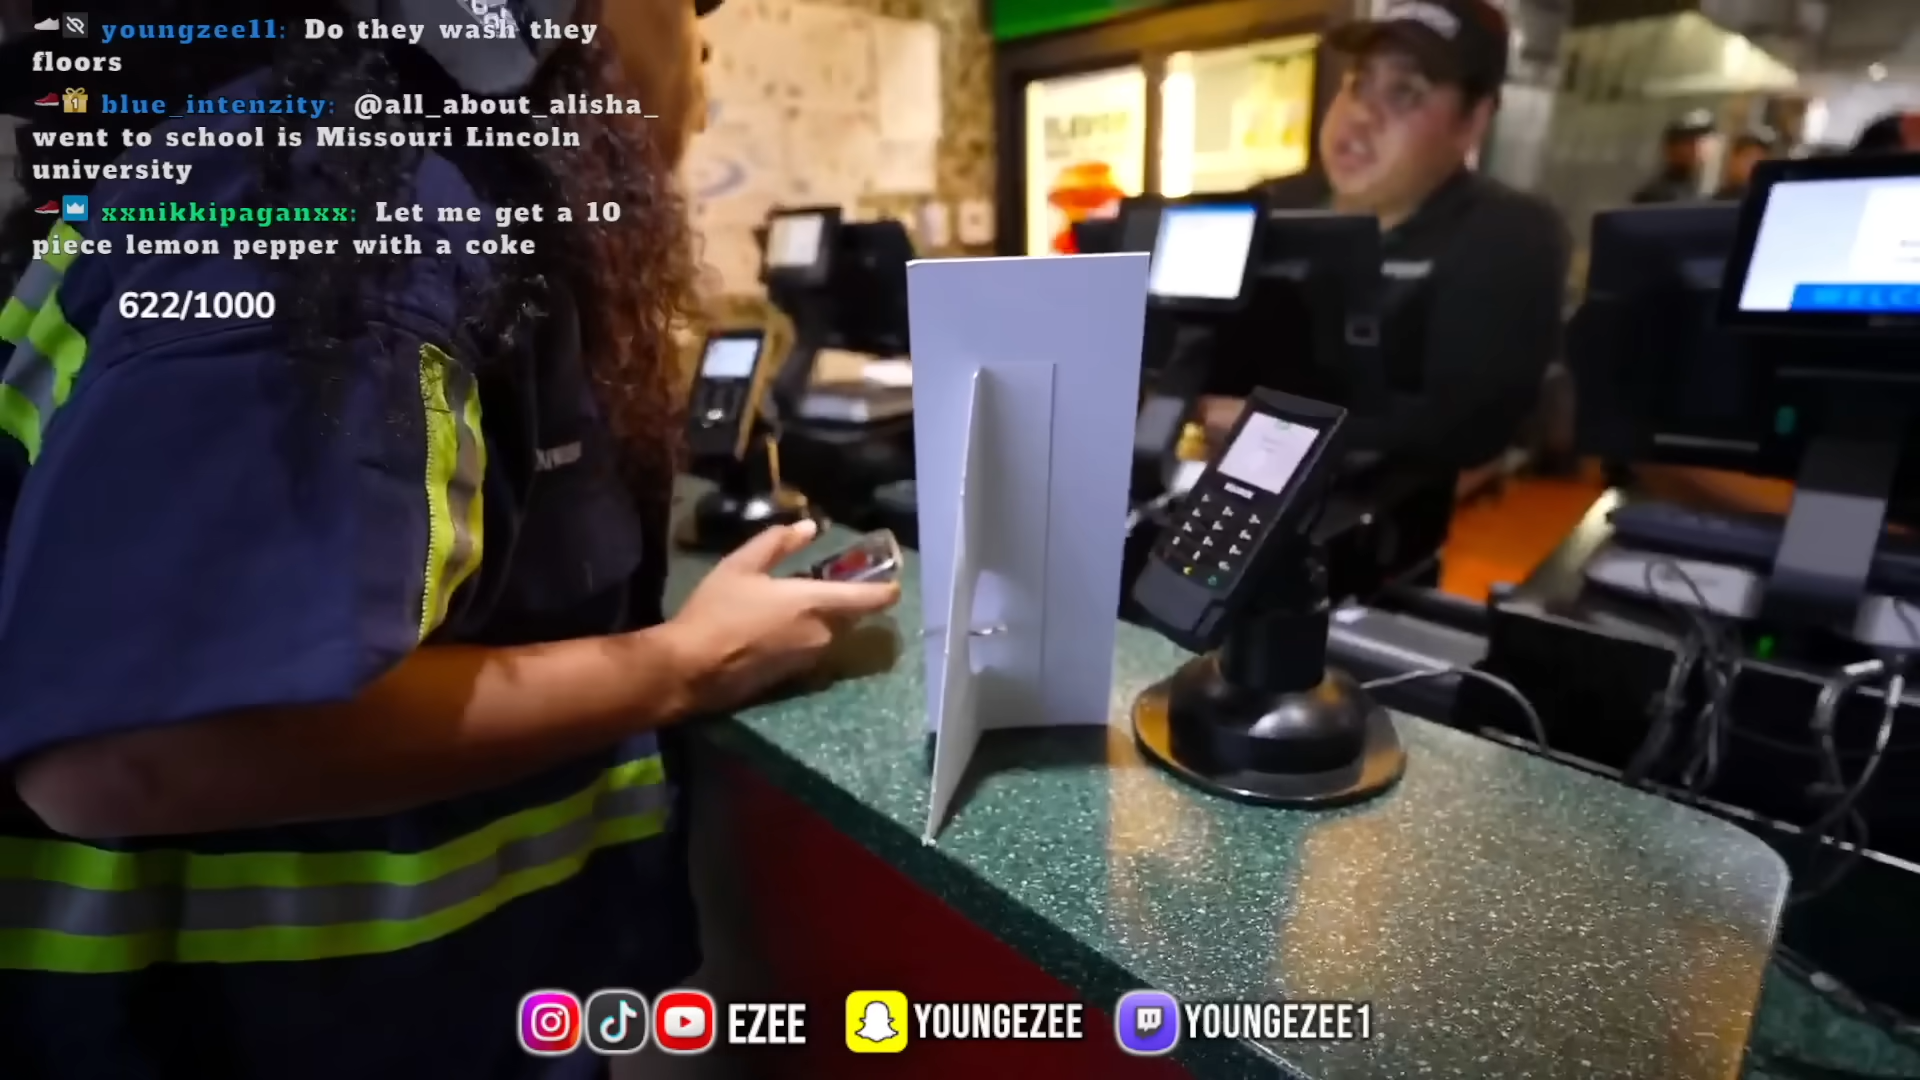 youngzee11: Do they wash they
floors
blue_intenzity: @all_about_alisha_
went to school is Missouri Lincoln
university
xxnikkipaganxx: Let me get a 10
piece lemon pepper with a coke
622/1000
EZEE YOUNGEZEE YOUNGEZEE1